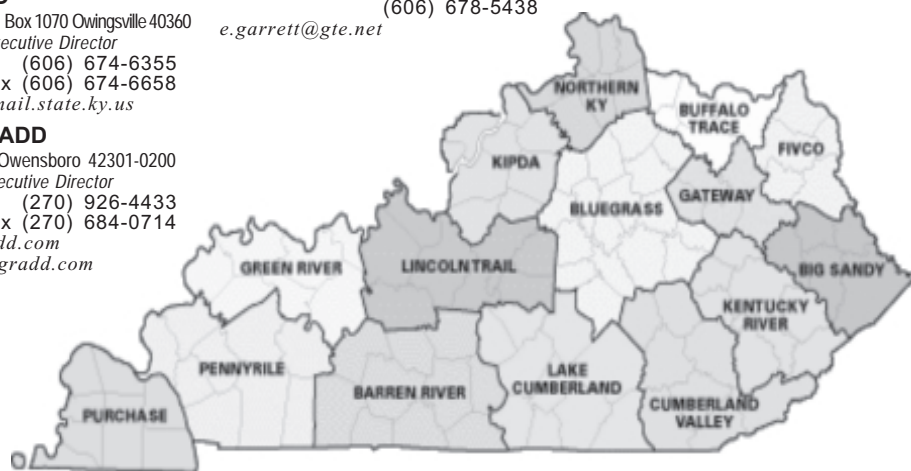 Box 1070 Owingsville 40360
ecutive Director
(606) 674-6355
x (606) 674-6658
mail.state.ky.us
ADD
Owensboro 42301-0200
ecutive Director
(270) 926-4433
x (270) 684-0714
dd.com
gradd.com
(606) 678-5438
e.garrett@gte.net
NORTHERN
KY
BUFFALO
TRACE
FIVCO
KIPDA
GATEWAY
BLUEGRASS
GREEN RIVER
LINCOLN TRAIL
BIG SANDY
KENTUCKY
RIVER
PENNYRILE
LAKE
CUMBERLAND
BARREN RIVER
CUMBERLAND
VALLEY
PURCHASE